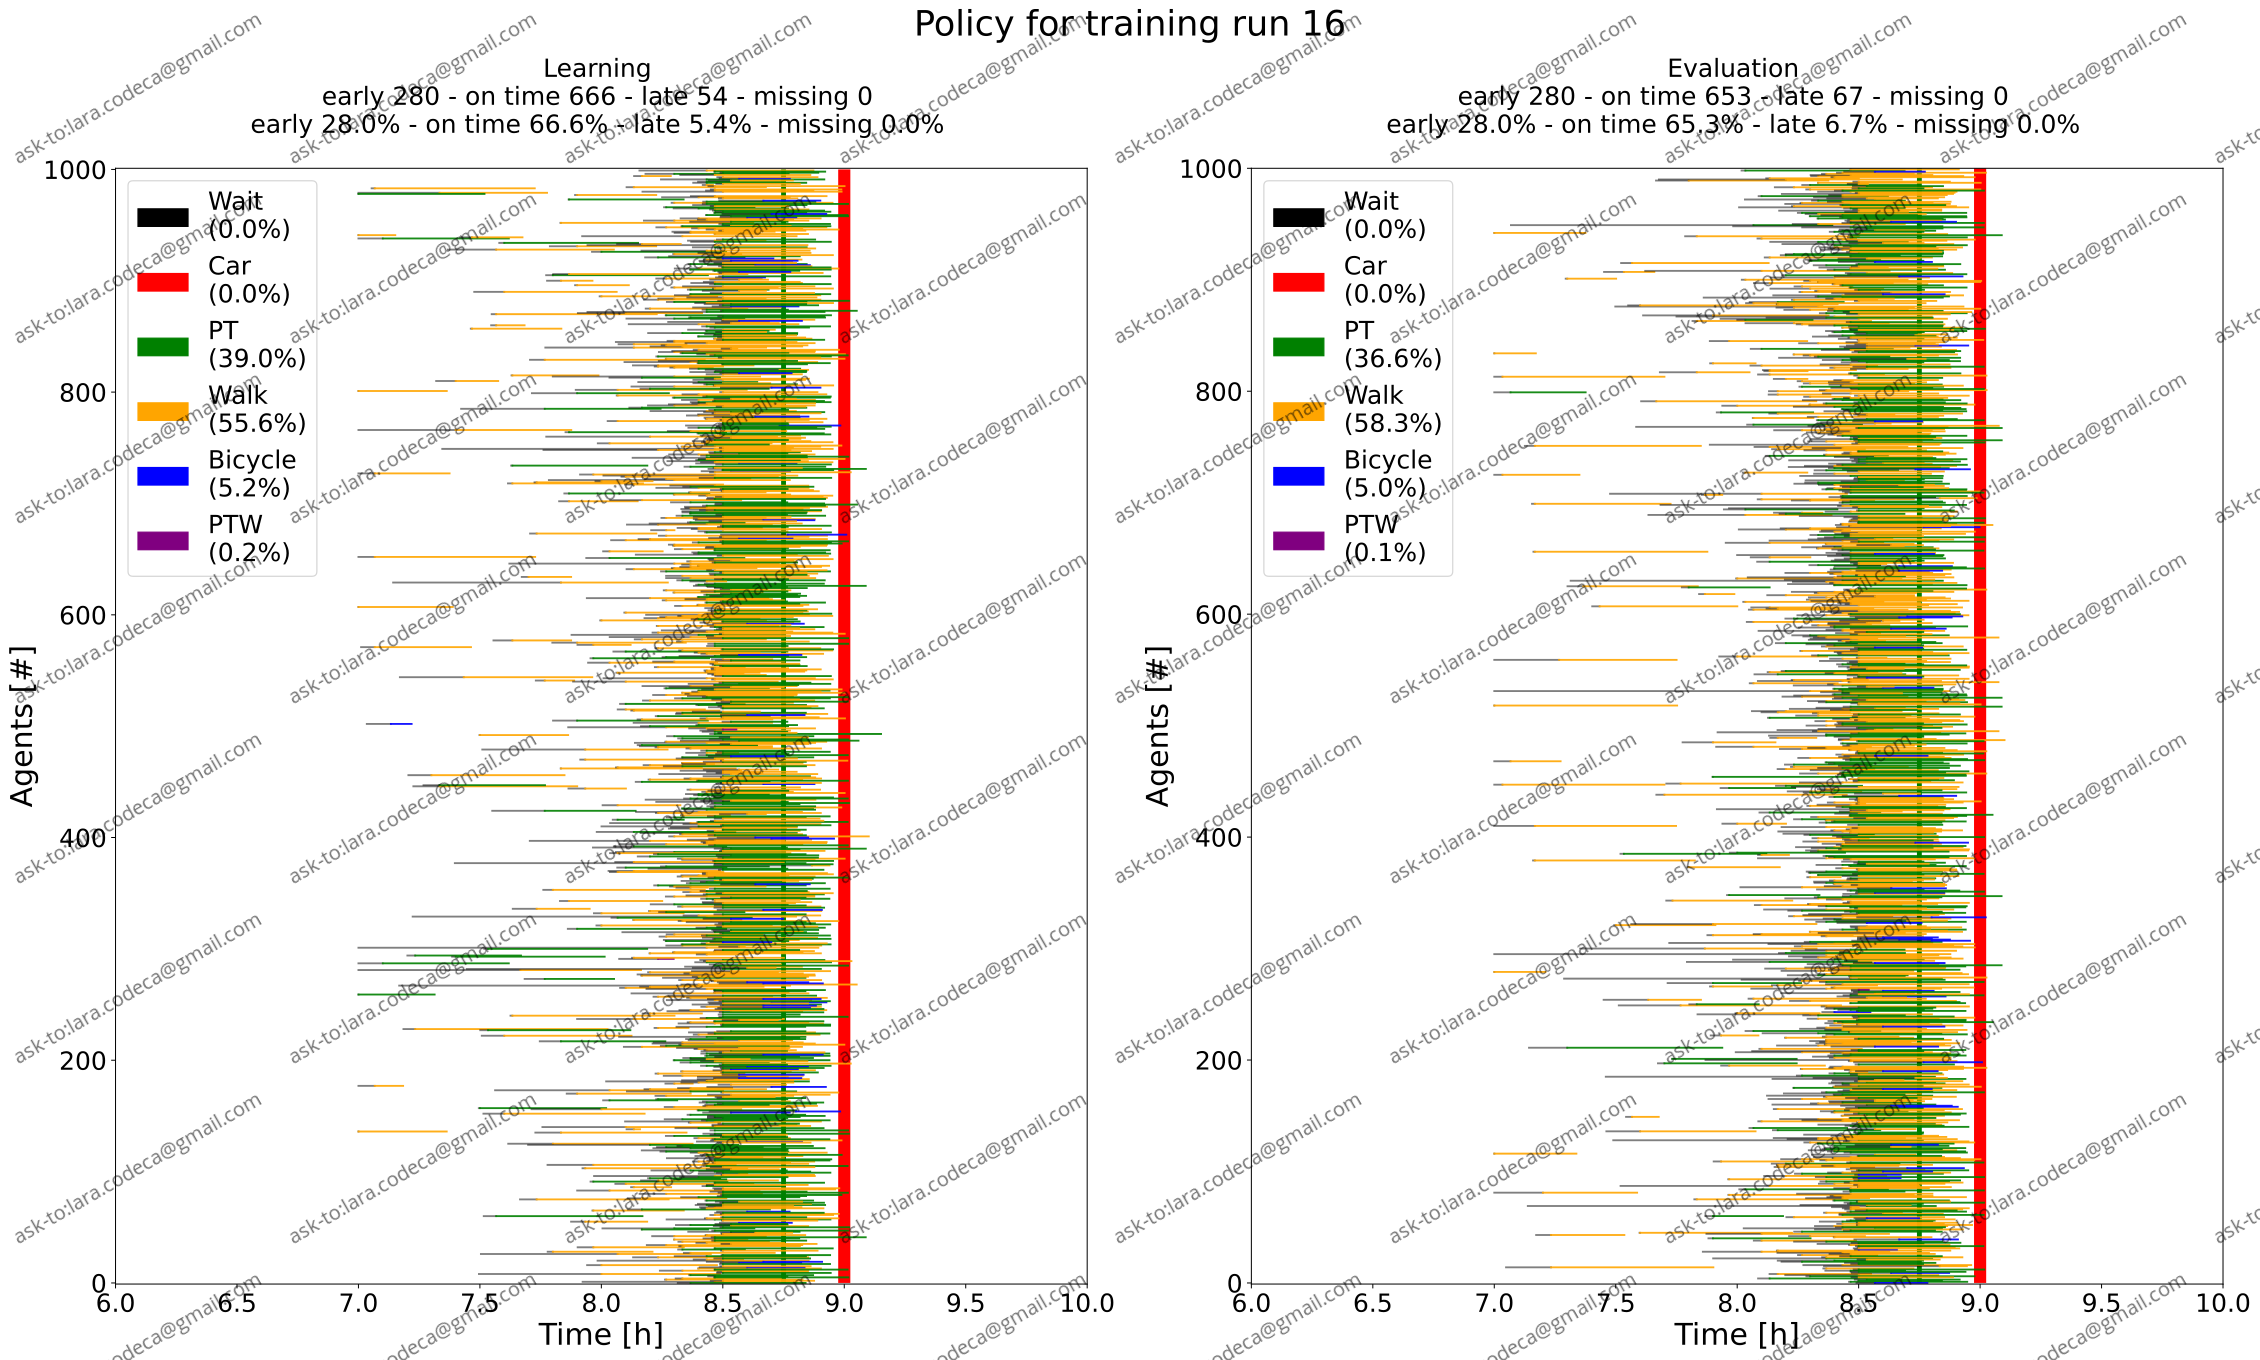 Policy for training run 16
Learning
early 280 - on time 666 - late 54 - missing 0
early 28.0% - on time 66.6% - late 5.4% - missing 0.0%
1000
800
600
400
200
0
Agents [#]
Wait
(0.0%)
Car
(0.0%)
PT
(39.0%)
Walk
(55.6%)
Bicycle
(5.2%)
PTW
(0.2%)
6.0 6.5 7.0 7.5 8.0 8.5 9.0 9.5 10.0
Time [h]
Evaluation
early 280 - on time 653 - late 67 - missing 0
early 28.0% - on time 65.3% - late 6.7% - missing 0.0%
1000
800
600
400
200
0
Agents [#]
Wait
(0.0%)
Car
(0.0%)
PT
(36.6%)
Walk
(58.3%)
Bicycle
(5.0%)
PTW
(0.1%)
6.0 6.5 7.0 7.5 8.0 8.5 9.0 9.5 10.0
Time [h]
ask-to:lara.codeca@gmail.com